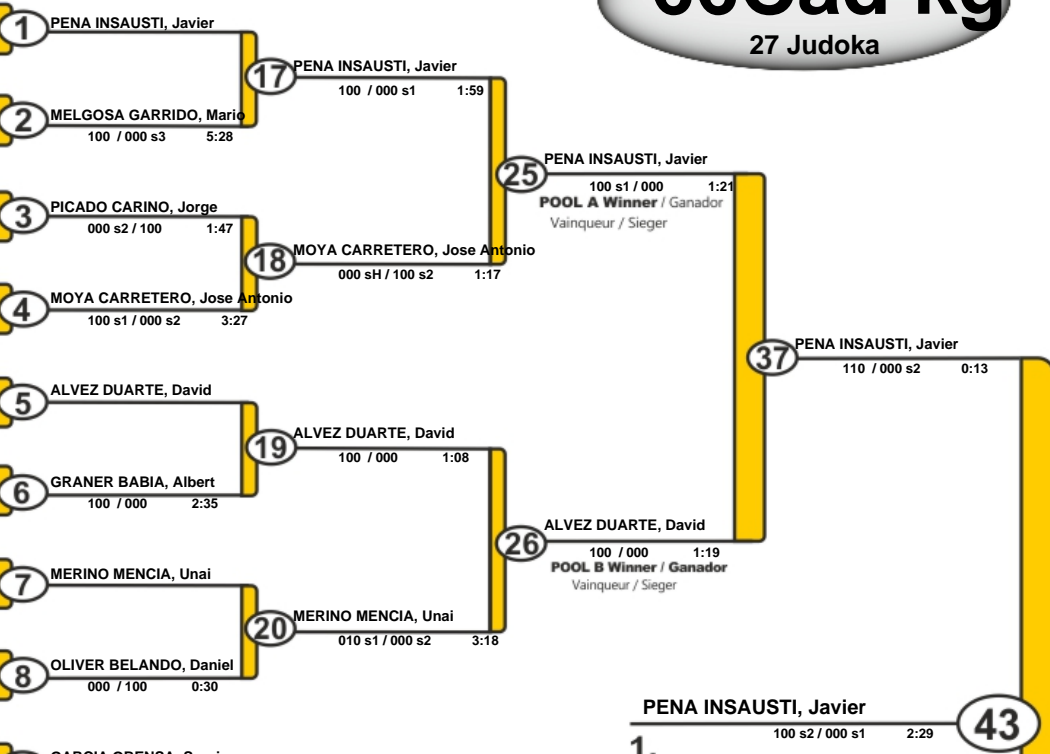 27 Judoka
1 PENA INSAUSTI, Javier
2 MELGOSA GARRIDO, Mario
100 / 000 s3 5:28
17 PENA INSAUSTI, Javier
100 / 000 s1 1:59
3 PICADO CARINO, Jorge
000 s2 / 100 1:47
4 MOYA CARRETERO, Jose Antonio
100 s1 / 000 s2 3:27
18 MOYA CARRETERO, Jose Antonio
000 sH / 100 s2 1:17
25 PENA INSAUSTI, Javier
100 s1 / 000 1:21
POOL A Winner / Ganador
Vainqueur / Sieger
5 ALVEZ DUARTE, David
6 GRANER BABIA, Albert
100 / 000 2:35
19 ALVEZ DUARTE, David
100 / 000 1:08
7 MERINO MENCIA, Unai
8 OLIVER BELANDO, Daniel
000 / 100 0:30
20 MERINO MENCIA, Unai
010 s1 / 000 s2 3:18
26 ALVEZ DUARTE, David
100 / 000 1:19
POOL B Winner / Ganador
Vainqueur / Sieger
37 PENA INSAUSTI, Javier
110 / 000 s2 0:13
PENA INSAUSTI, Javier 43
100 s2 / 000 s1 2:29
1.